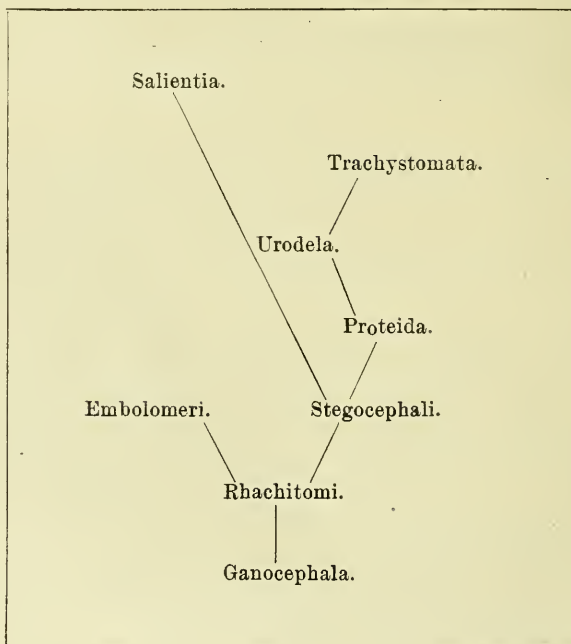 Salientia.
Trachystomata.
Urodela.
Proteida.
Embolomeri. Stegocephali.
Rhachitomi.
Ganocephala.